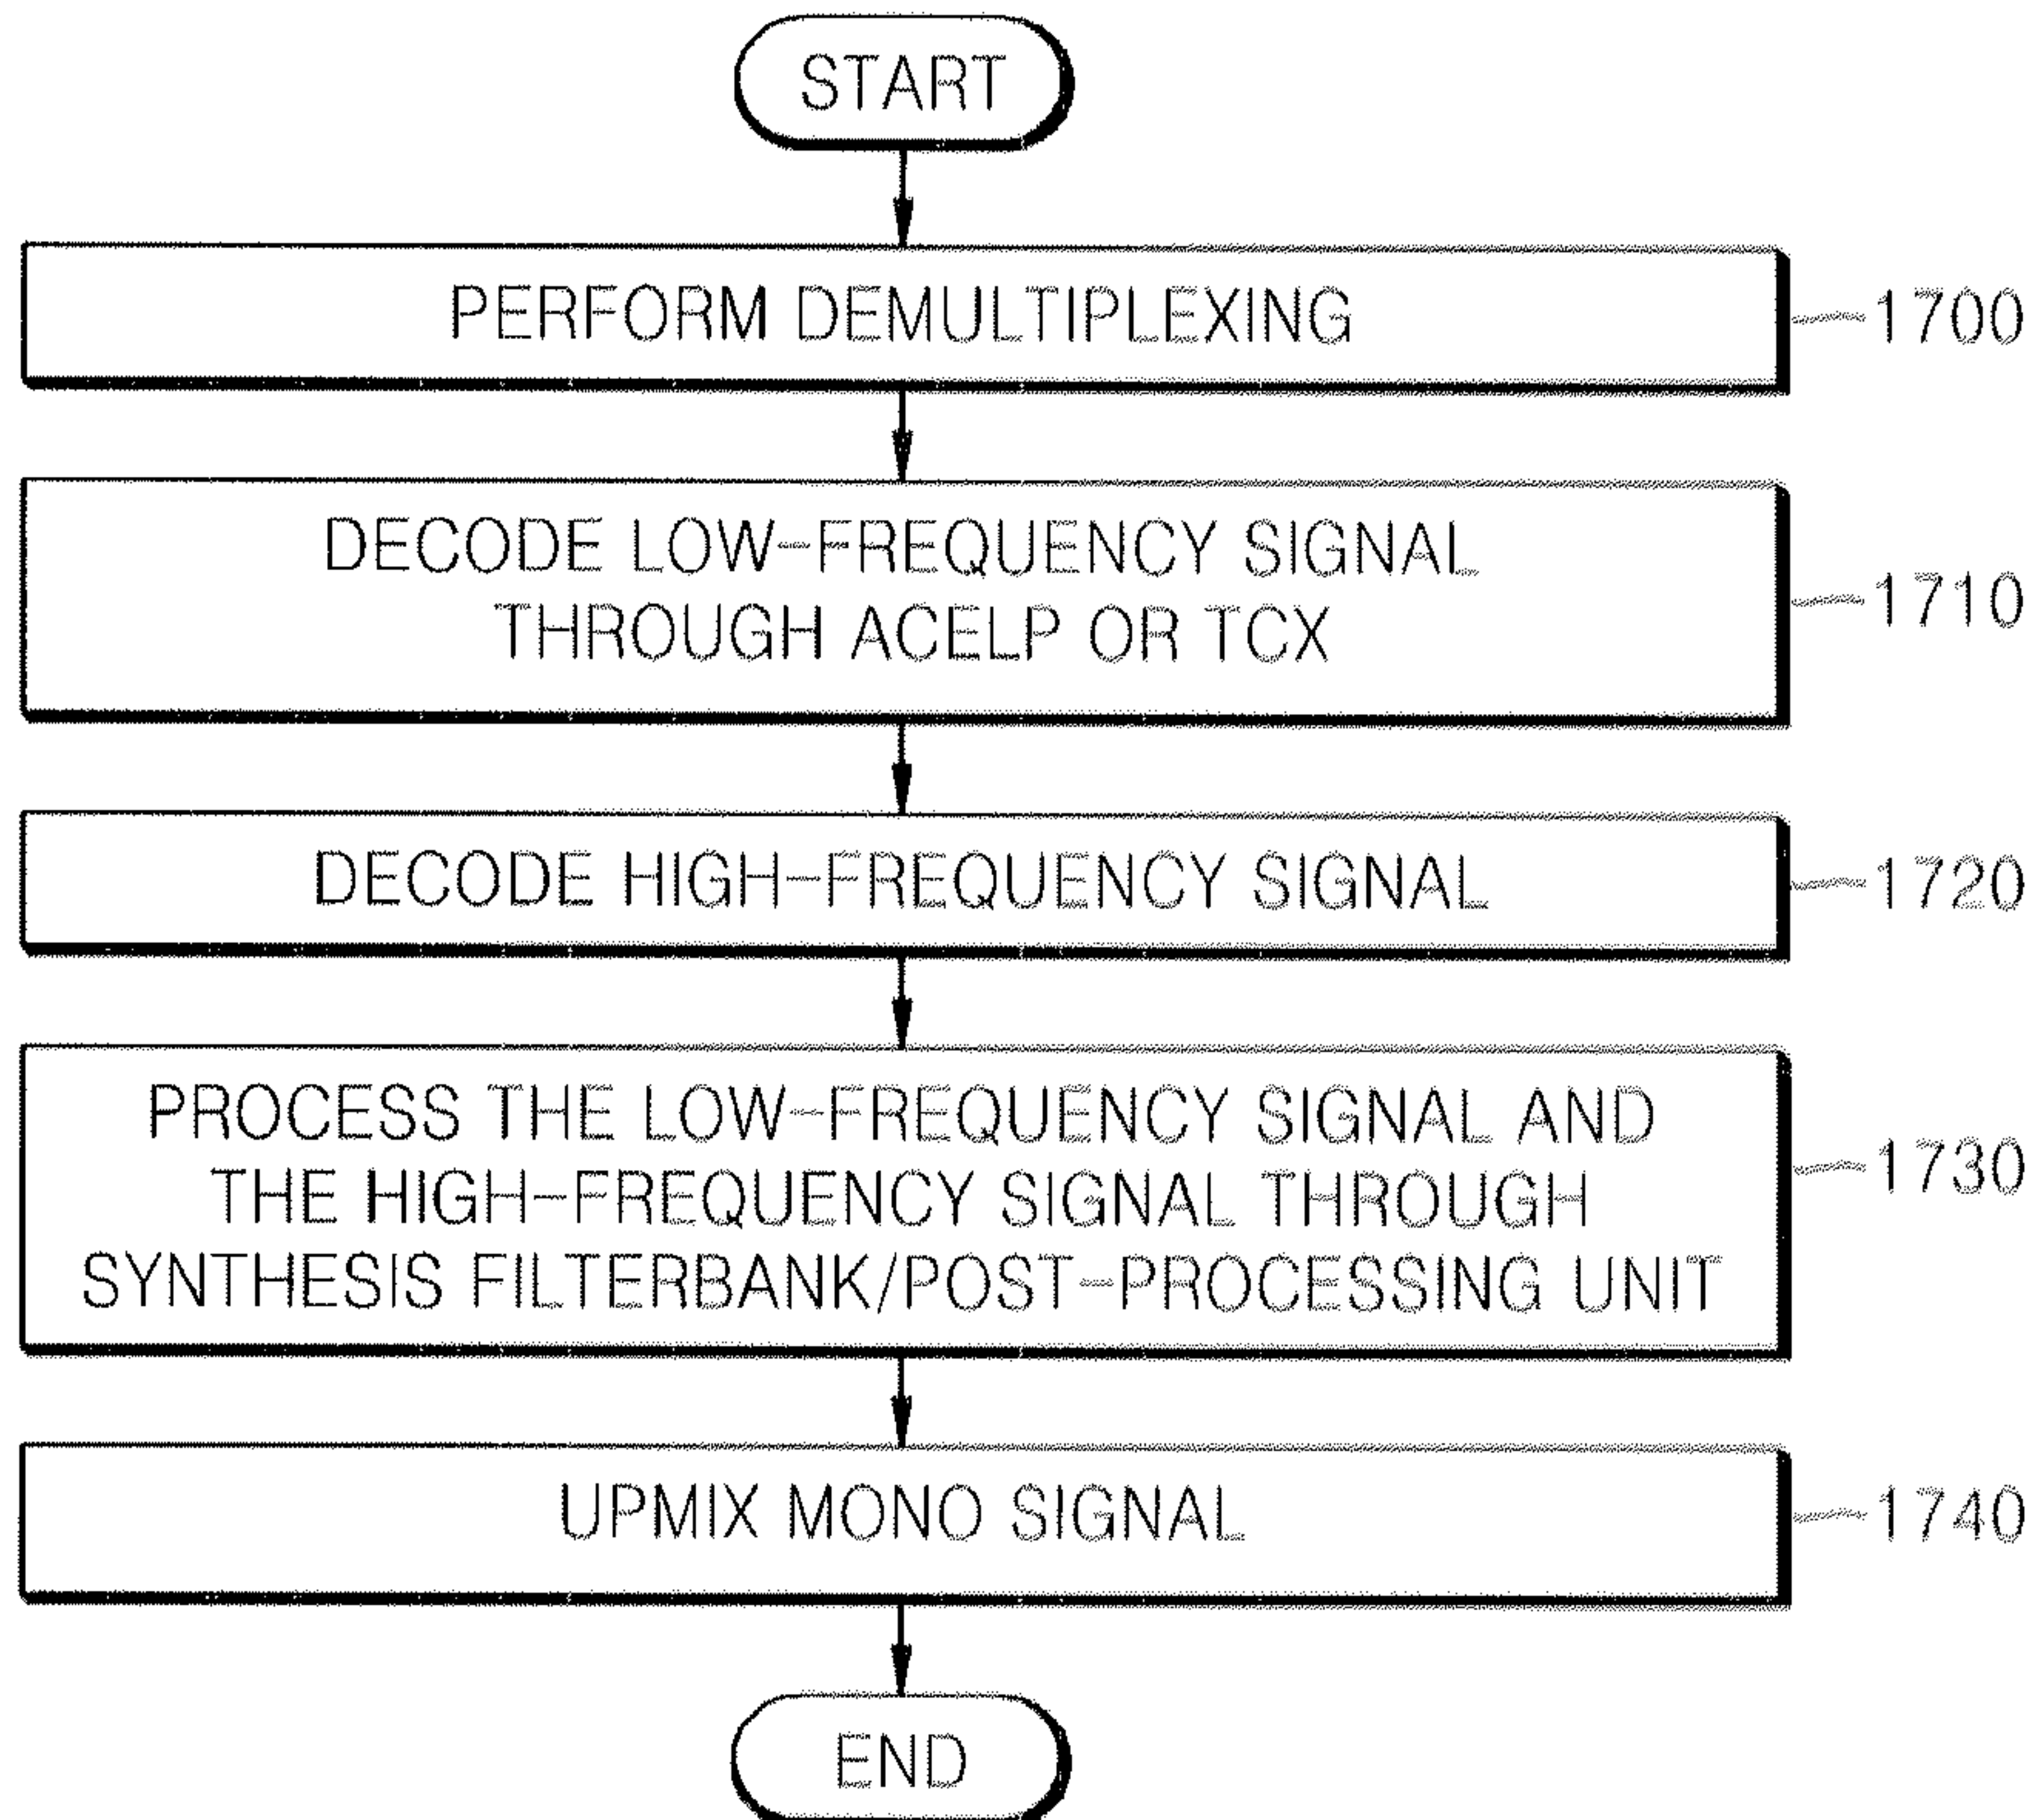 START
PERFORM DEMULTIPLEXING
1700
DECODE LOW-FREQUENCY SIGNAL
THROUGH ACELP OR TCX
1710
DECODE HIGH-FREQUENCY SIGNAL
1720
PROCESS THE LOW-FREQUENCY SIGNAL AND
THE HIGH-FREQUENCY SIGNAL THROUGH
SYNTHESIS FILTERBANK/POST-PROCESSING UNIT
1730
UPMIX MONO SIGNAL
1740
END